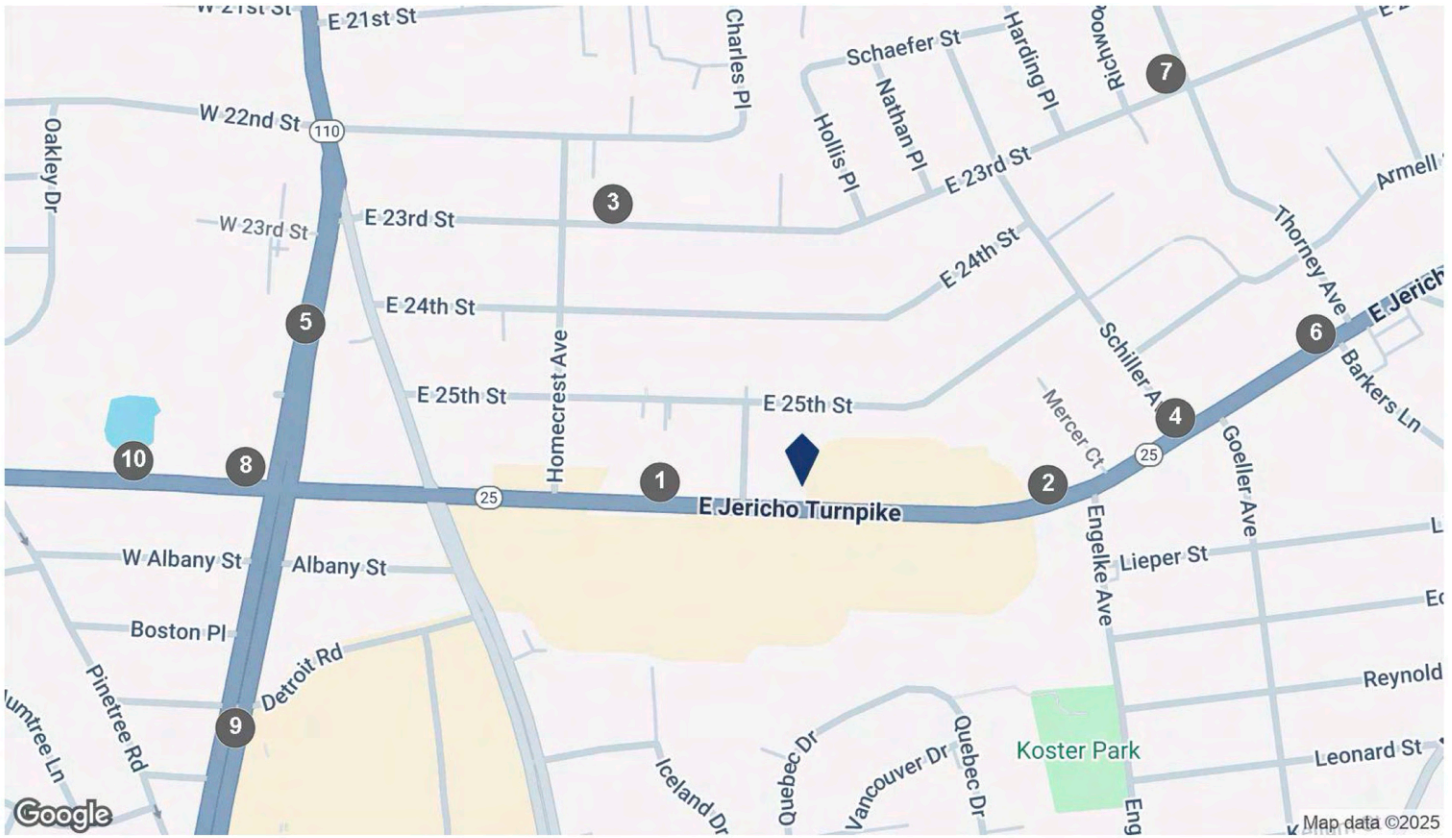 W 21st St
E 21st St
Charles Pl
Schaefer St
Harding Pl
Richwood
7
W 22nd St
110
Nathan Pl
Hollis Pl
Oakley Dr
3
E 23rd St
Armell
W 23rd St
E 23rd St
Thorney Ave
E 24th St
E 24th St
5
E Jerich
6
Schiller A
Homecrest Ave
Barkers Ln
E 25th St
E 25th St
Mercer Ct
4
Goeller Ave
10
8
25
1
2
25
E Jericho Turnpike
Engelke Ave
W Albany St
Albany St
Lieper St
Boston Pl
Detroit Rd
Pinetree Rd
Reynold
umtree Ln
9
Quebec Dr
Quebec Dr
Vancouver Dr
Koster Park
Leonard St
Iceland Dr
Eng
Google
Map data ©2025